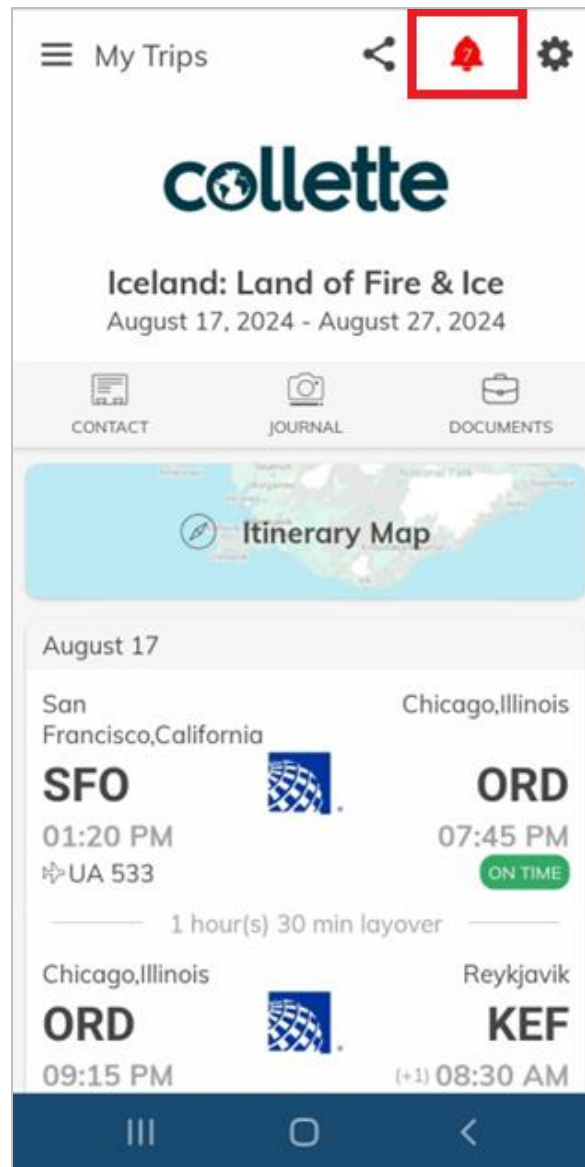 My Trips
7
collette
Iceland: Land of Fire & Ice
August 17, 2024 - August 27, 2024
CONTACT
JOURNAL
DOCUMENTS
Itinerary Map
August 17
San Francisco,California
Chicago,Illinois
SFO
ORD
01:20 PM
07:45 PM
UA 533
ON TIME
1 hour(s) 30 min layover
Chicago,Illinois
Reykjavik
ORD
KEF
09:15 PM
(+1) 08:30 AM